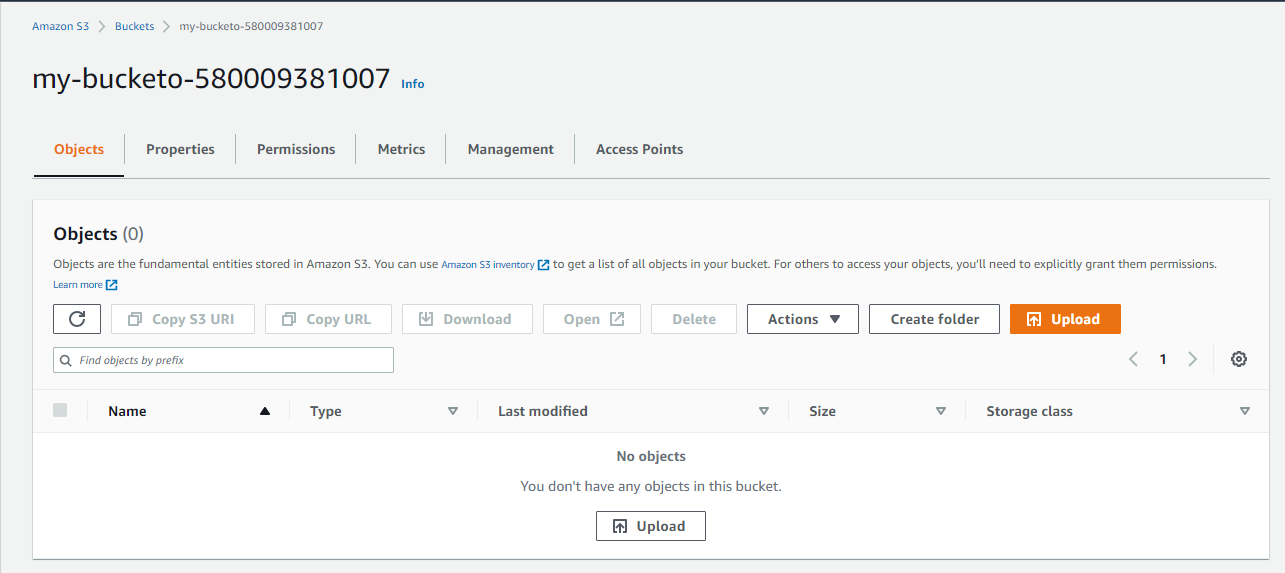 Amazon S3 > Buckets > my-bucketo-580009381007
my-bucketo-580009381007 Info
Objects Properties Permissions Metrics Management Access Points
Objects (0)
Objects are the fundamental entities stored in Amazon S3. You can use Amazon S3 inventory to get a list of all objects in your bucket. For others to access your objects, you'll need to explicitly grant them permissions.
Learn more
Copy S3 URI Copy URL Download Open Delete Actions Create folder Upload
Find objects by prefix 1
Name Type Last modified Size Storage class
No objects
You don't have any objects in this bucket.
Upload